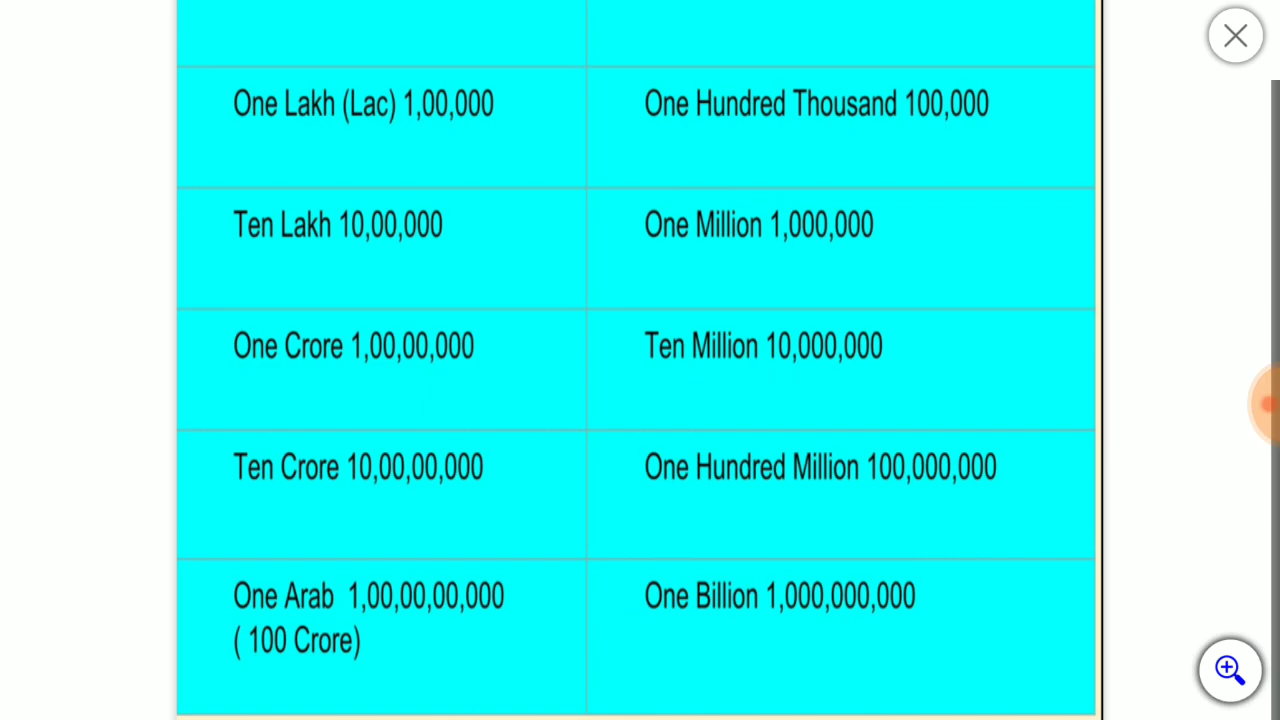 One Lakh (Lac) 1,00,000
One Hundred Thousand 100,000
Ten Lakh 10,00,000
One Million 1,000,000
One Crore 1,00,00,000
Ten Million 10,000,000
Ten Crore 10,00,00,000
One Hundred Million 100,000,000
One Arab 1,00,00,00,000
( 100 Crore)
One Billion 1,000,000,000